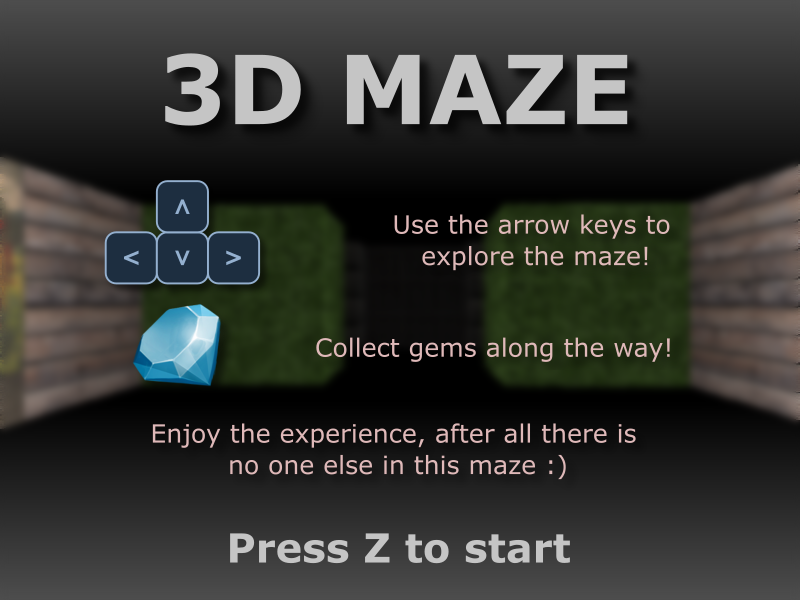 3D MAZE
^
< v >
Use the arrow keys to
explore the maze!
Collect gems along the way!
Enjoy the experience, after all there is
no one else in this maze :)
Press Z to start